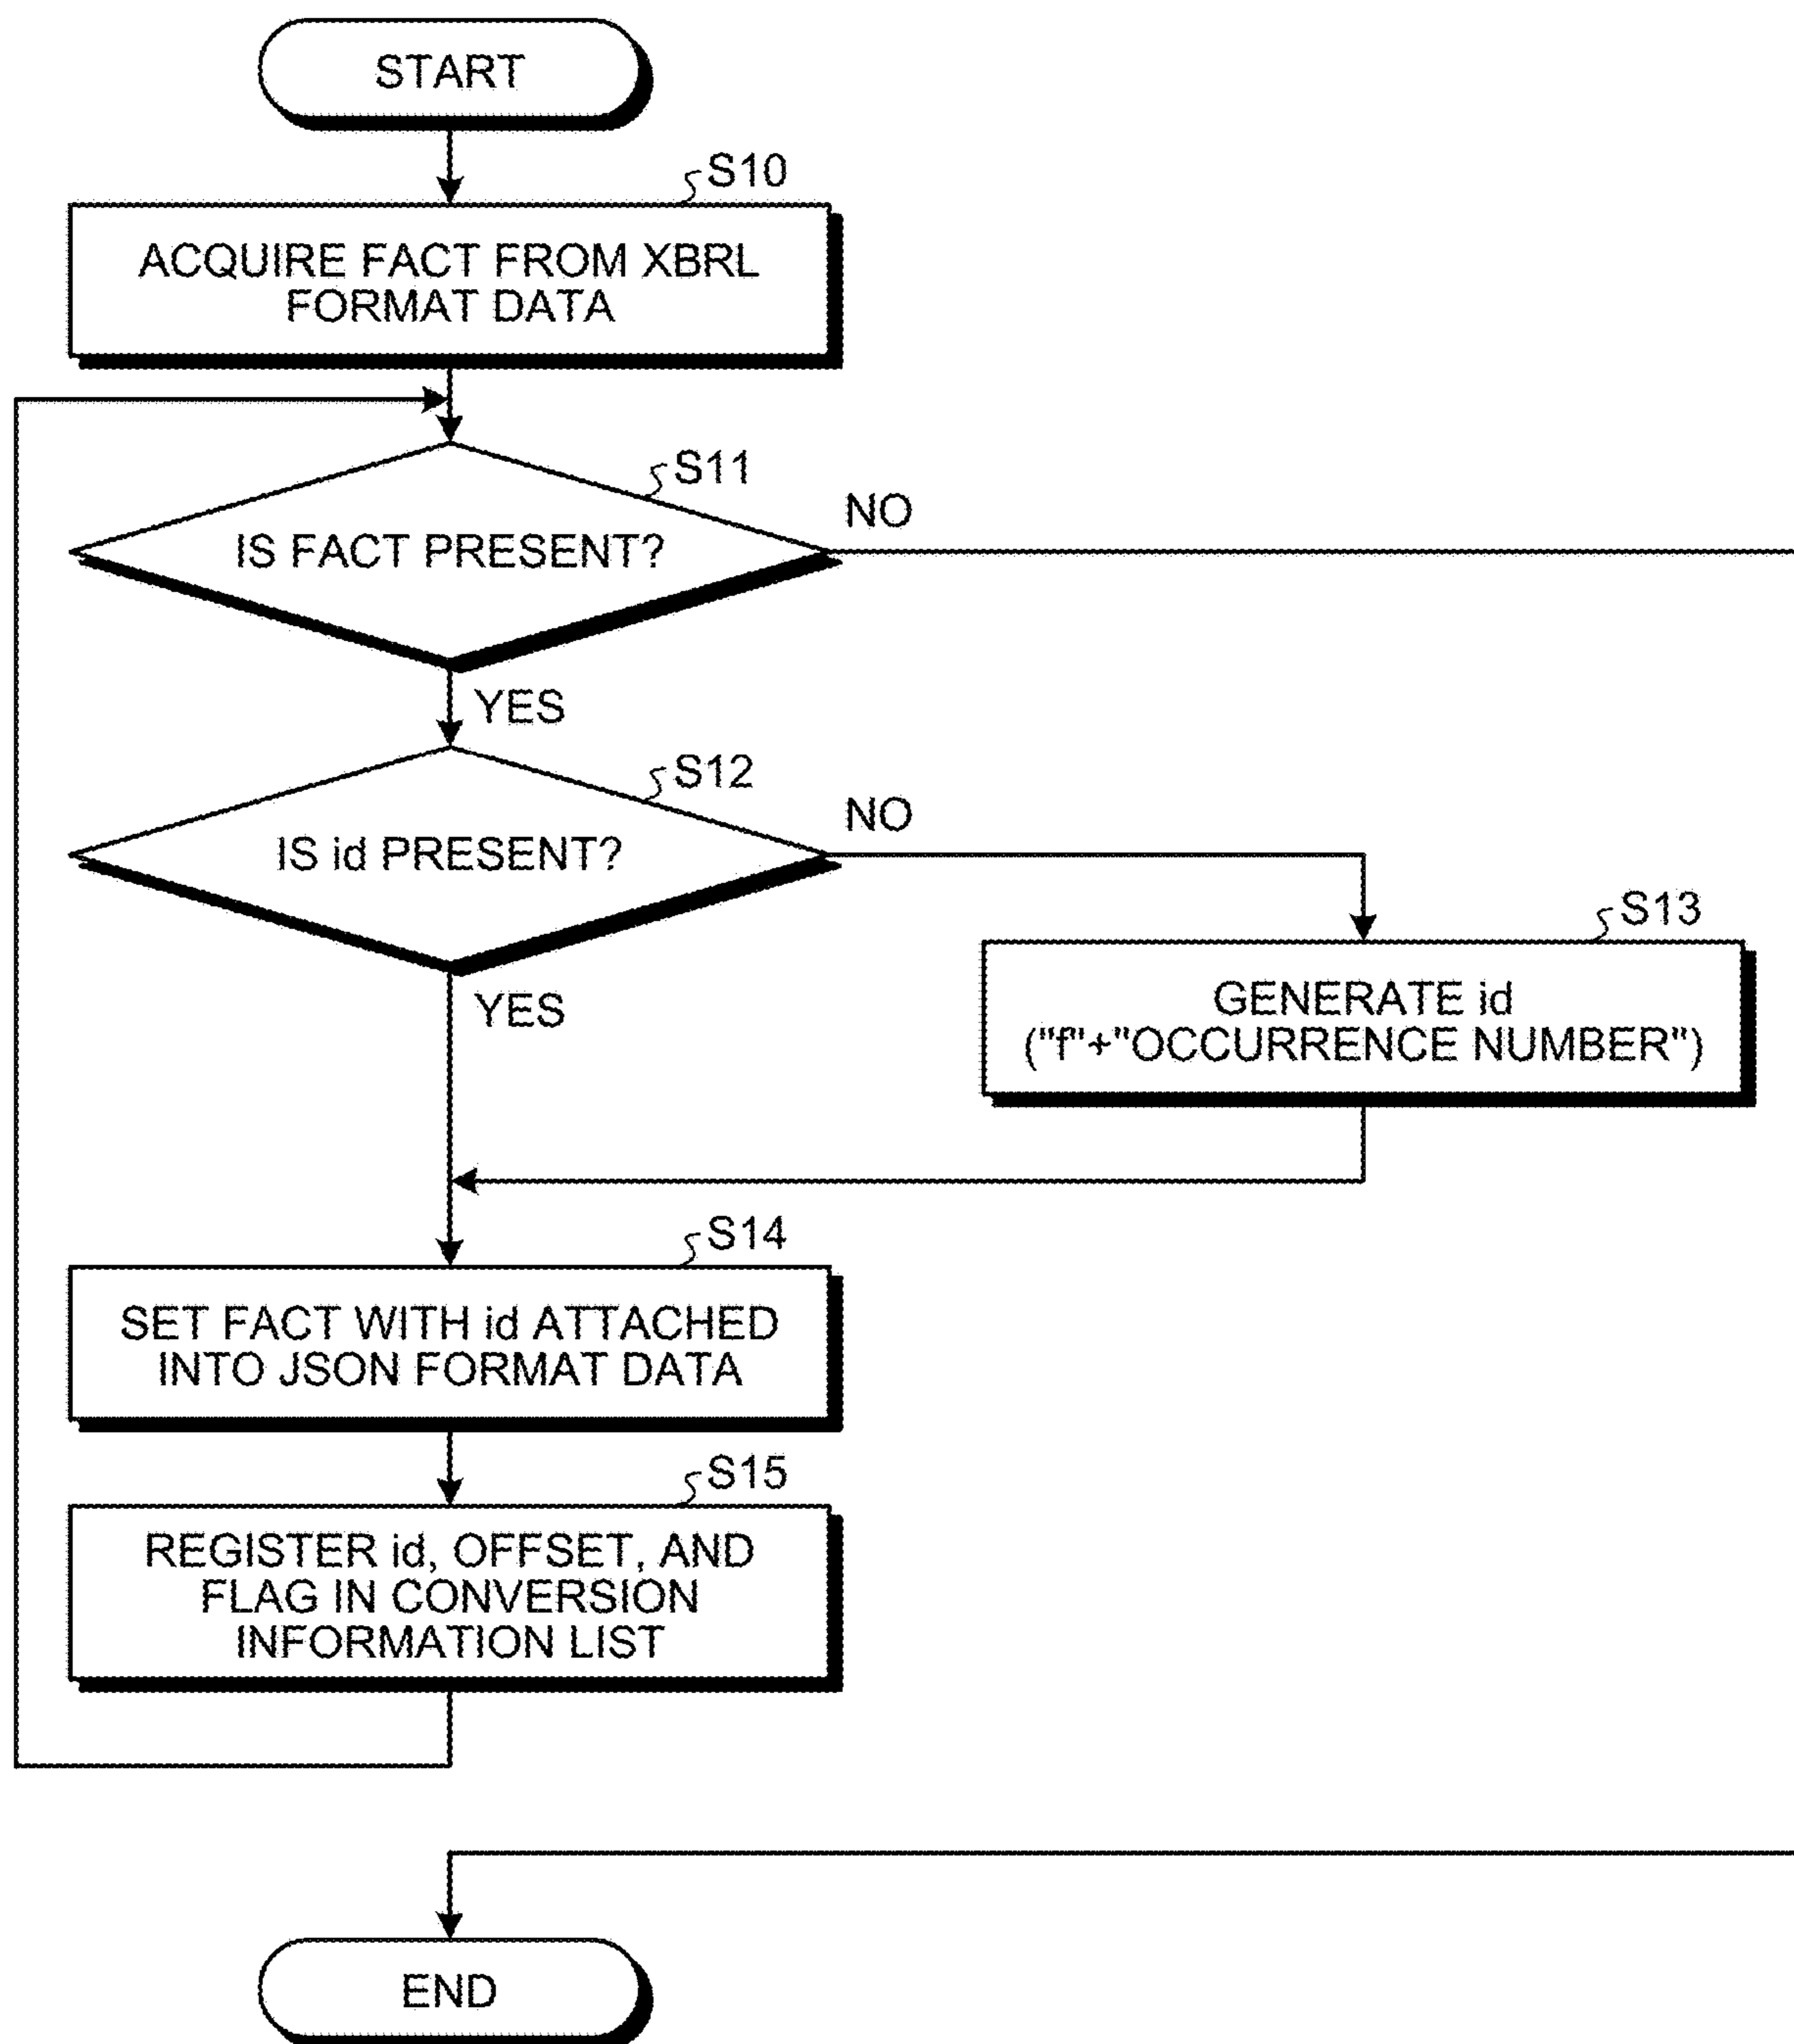 START
S10
ACQUIRE FACT FROM XBRL
FORMAT DATA
S11
NO
IS FACT PRESENT?
YES
S12
NO
IS id PRESENT?
S13
YES
GENERATE id
("f"+"OCCURRENCE NUMBER")
S14
SET FACT WITH id ATTACHED
INTO JSON FORMAT DATA
S15
REGISTER id, OFFSET, AND
FLAG IN CONVERSION
INFORMATION LIST
END